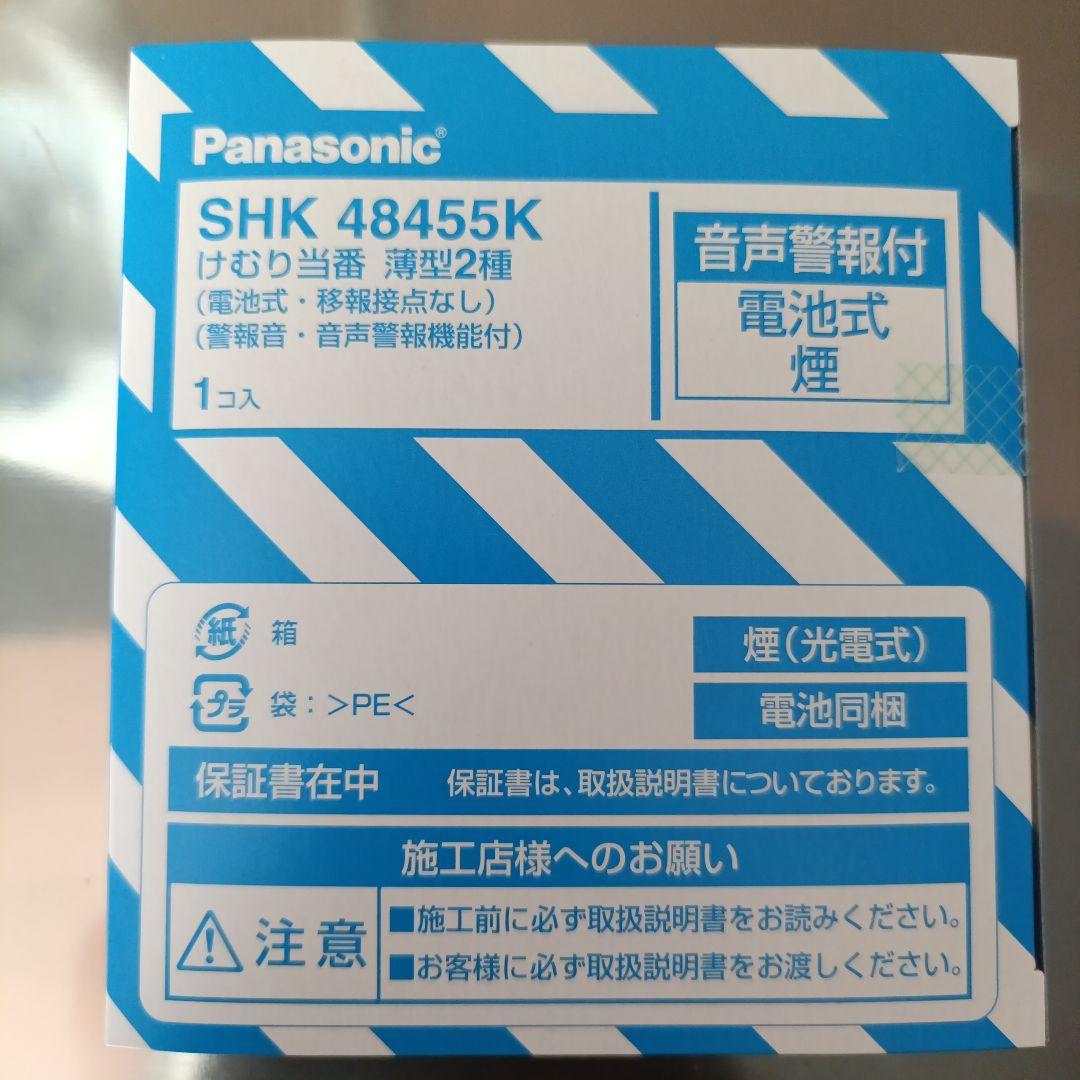 Panasonic®
SHK 48455K
けむり当番 薄型2種
(電池式・移報接点なし)
(警報音・音声警報機能付)
1コ入
音声警報付
電池式
煙
紙 箱
プラ 袋：>PE<
煙(光電式)
電池同梱
保証書在中 保証書は、取扱説明書についております。
施工店様へのお願い
注意
■施工前に必ず取扱説明書をお読みください。
■お客様に必ず取扱説明書をお渡しください。